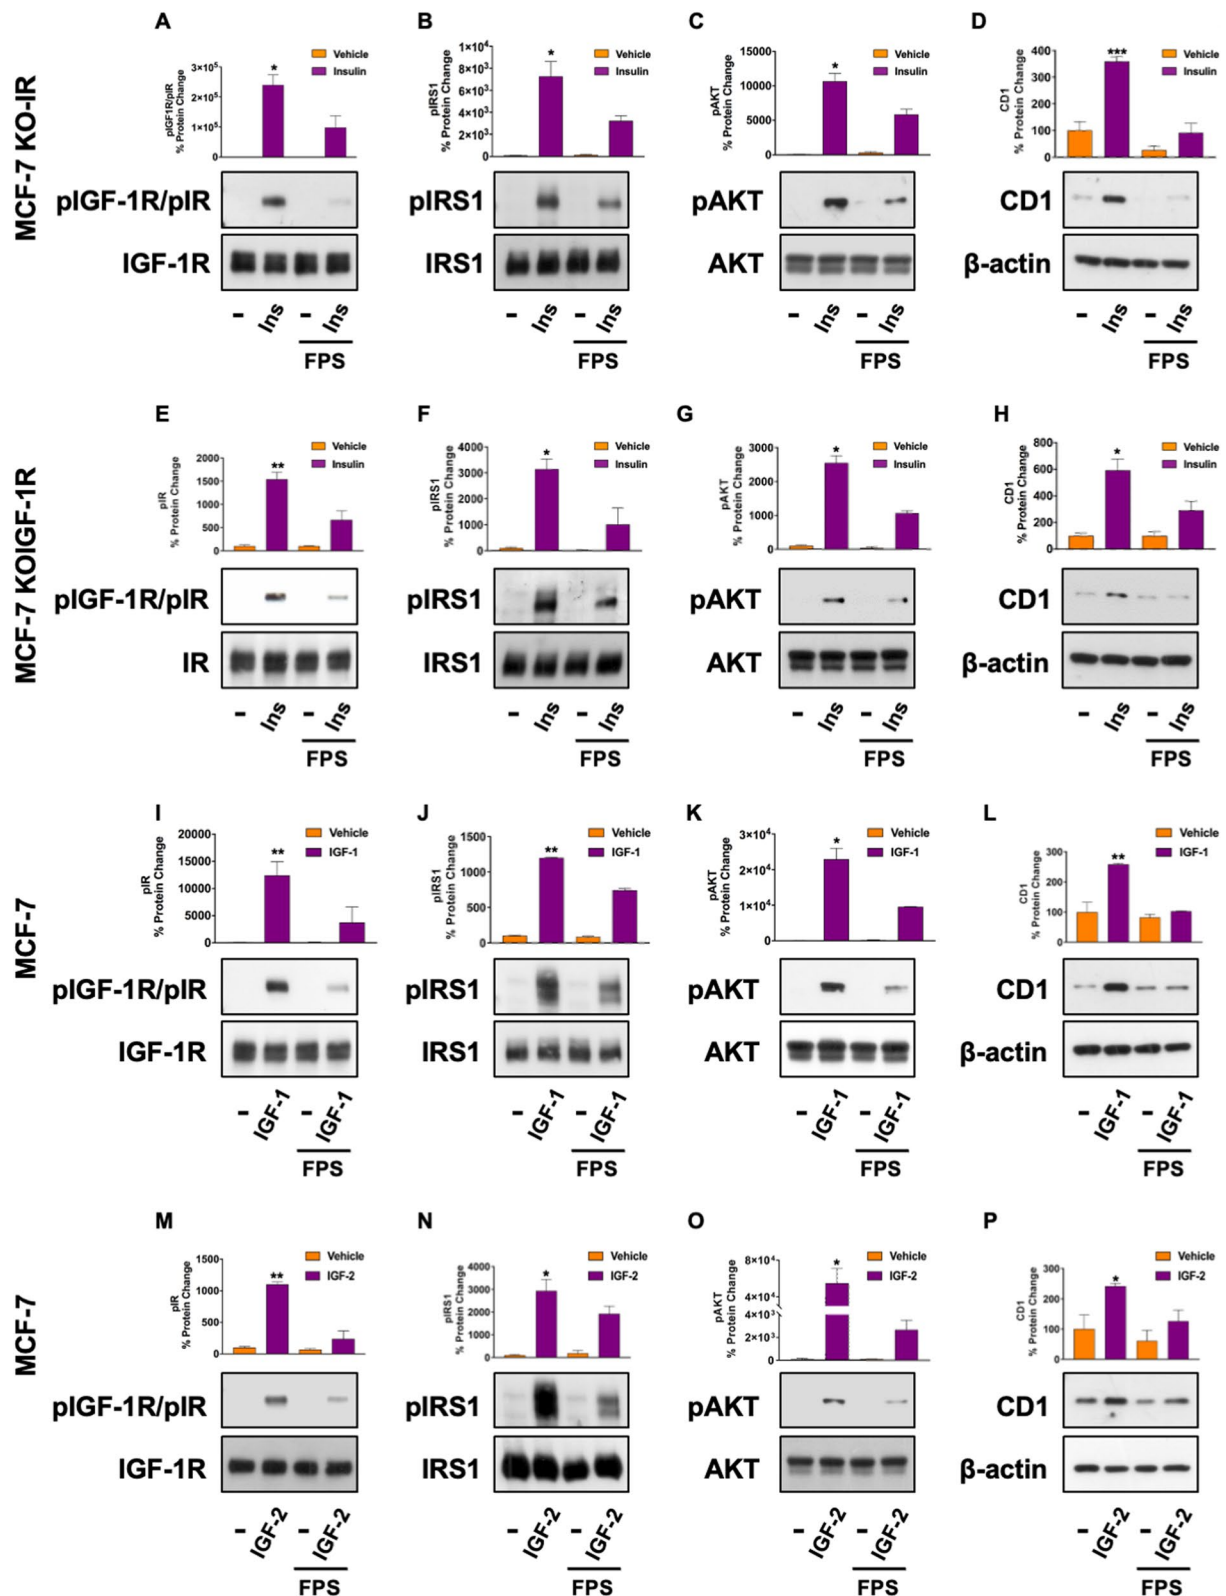 MCF-7 KO-IR
A
pIGF1R/pIR
% Protein Change
3×10⁵
2×10⁵
1×10⁵
0
*
Vehicle
Insulin
pIGF-1R/pIR
IGF-1R
-
Ins
-
Ins
FPS
B
pIRS1
% Protein Change
1×10⁴
8×10³
6×10³
4×10³
2×10³
0
*
Vehicle
Insulin
pIRS1
IRS1
-
Ins
-
Ins
FPS
C
pAKT
% Protein Change
15000
10000
5000
0
*
Vehicle
Insulin
pAKT
AKT
-
Ins
-
Ins
FPS
D
CD1
% Protein Change
400
300
200
100
0
***
Vehicle
Insulin
CD1
β-actin
-
Ins
-
Ins
FPS
MCF-7 KOIGF-1R
E
pIR
% Protein Change
2000
1500
1000
500
0
**
Vehicle
Insulin
pIGF-1R/pIR
IR
-
Ins
-
Ins
FPS
F
pIRS1
% Protein Change
4000
3000
2000
1000
0
*
Vehicle
Insulin
pIRS1
IRS1
-
Ins
-
Ins
FPS
G
pAKT
% Protein Change
3000
2000
1000
0
*
Vehicle
Insulin
pAKT
AKT
-
Ins
-
Ins
FPS
H
CD1
% Protein Change
800
600
400
200
0
*
Vehicle
Insulin
CD1
β-actin
-
Ins
-
Ins
FPS
MCF-7
I
pIR
% Protein Change
20000
15000
10000
5000
0
**
Vehicle
IGF-1
pIGF-1R/pIR
IGF-1R
-
IGF-1
-
IGF-1
FPS
J
pIRS1
% Protein Change
1500
1000
500
0
**
Vehicle
IGF-1
pIRS1
IRS1
-
IGF-1
-
IGF-1
FPS
K
pAKT
% Protein Change
3×10⁴
2×10⁴
1×10⁴
0
*
Vehicle
IGF-1
pAKT
AKT
-
IGF-1
-
IGF-1
FPS
L
CD1
% Protein Change
300
200
100
0
**
Vehicle
IGF-1
CD1
β-actin
-
IGF-1
-
IGF-1
FPS
MCF-7
M
pIR
% Protein Change
1500
1000
500
0
**
Vehicle
IGF-2
pIGF-1R/pIR
IGF-1R
-
IGF-2
-
IGF-2
FPS
N
pIRS1
% Protein Change
4000
3000
2000
1000
0
*
Vehicle
IGF-2
pIRS1
IRS1
-
IGF-2
-
IGF-2
FPS
O
pAKT
% Protein Change
8×10⁴
4×10⁴
4×10³
2×10³
0
*
Vehicle
IGF-2
pAKT
AKT
-
IGF-2
-
IGF-2
FPS
P
CD1
% Protein Change
300
200
100
0
*
Vehicle
IGF-2
CD1
β-actin
-
IGF-2
-
IGF-2
FPS